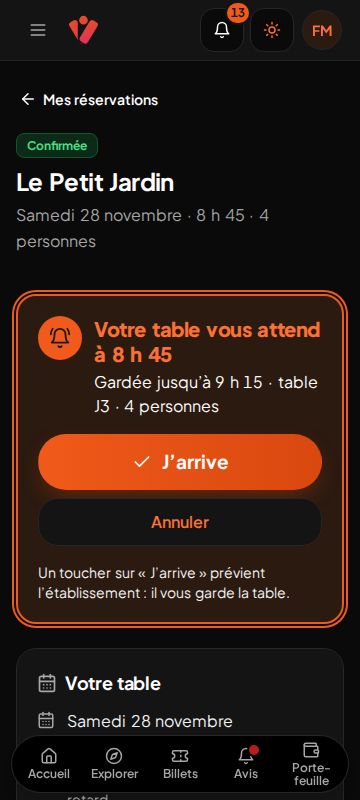 13
FM
Mes réservations
Confirmée
Le Petit Jardin
Samedi 28 novembre · 8 h 45 · 4
personnes
Votre table vous attend
à 8 h 45
Gardée jusqu’à 9 h 15 · table
J3 · 4 personnes
J’arrive
Annuler
Un toucher sur « J’arrive » prévient
l’établissement : il vous garde la table.
Votre table
Samedi 28 novembre
Accueil
Explorer
Billets
Avis
Porte-
feuille
retard